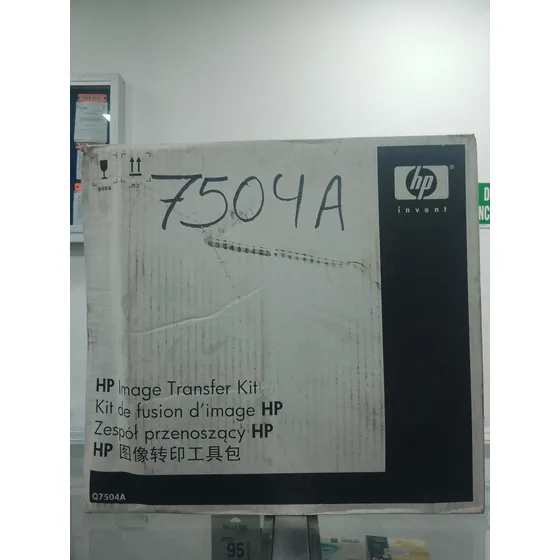 7504A
hp
invent
HP Image Transfer Kit
Kit de fusion d'image HP
Zespół przenoszący HP
HP 图像转印工具包
Q7504A
95